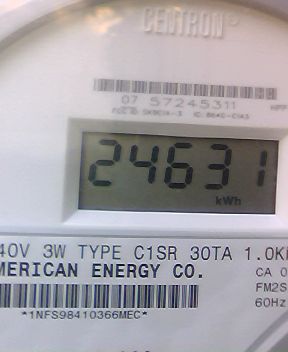 CENTRON®
07 57245311
24631
kWh
40V 3W TYPE C1SR 30TA 1.0K
MERICAN ENERGY CO.
CA 0
FM2S
60Hz
*1NFS98410366MEC*